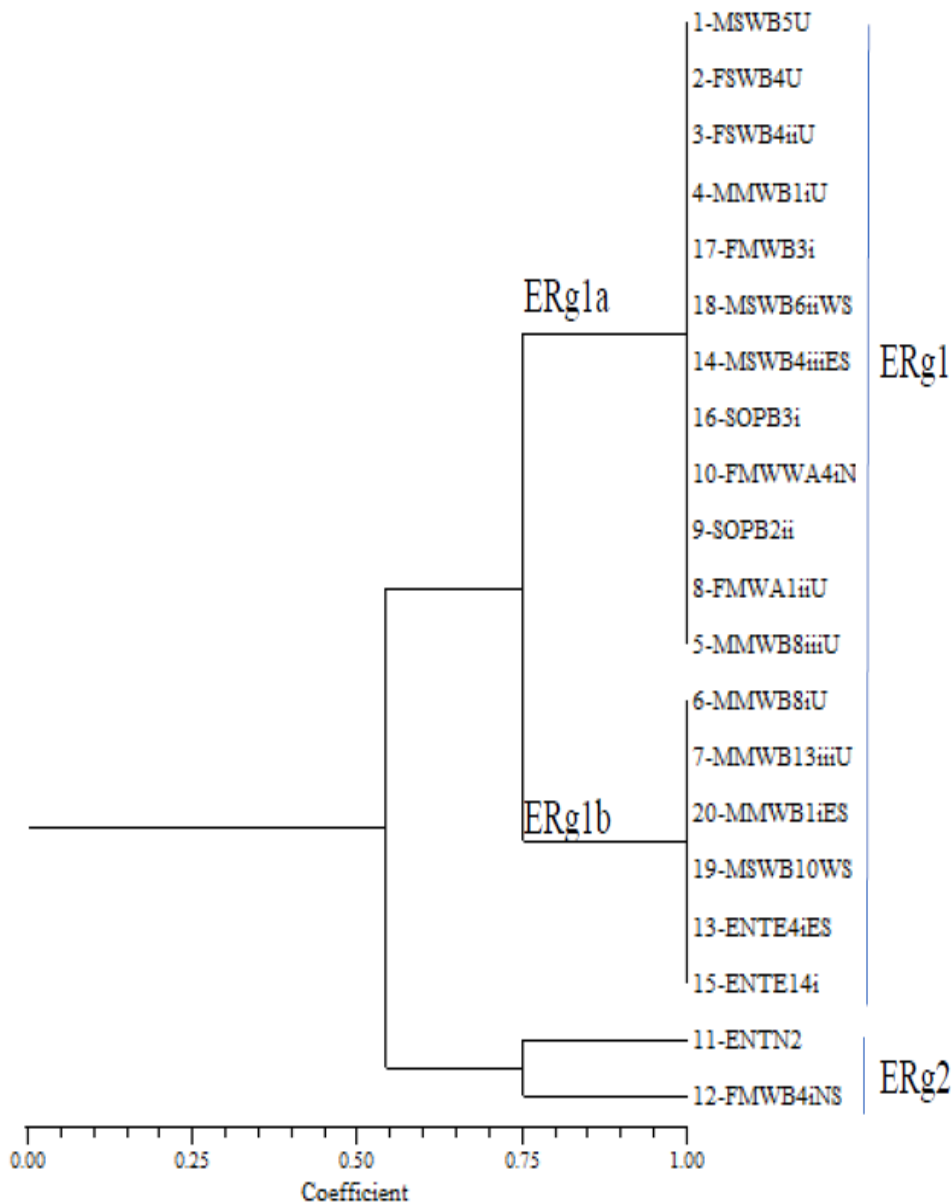 1-MSWB5U
2-FSWB4U
3-FSWB4iiU
4-MMWB1iU
17-FMWB3i
ERg1a
18-MSWB6iiWS
14-MSWB4iiiES
ERg1
16-SOPB3i
10-FMWWA4iN
9-SOPB2ii
8-FMWA1iiU
5-MMWB8iiiU
6-MMWB8iU
7-MMWB13iiiU
20-MMWB1iES
ERg1b
19-MSWB10WS
13-ENTE4iES
15-ENTE14i
11-ENTN2
ERg2
12-FMWB4iNS
0.00 0.25 0.50 0.75 1.00
Coefficient